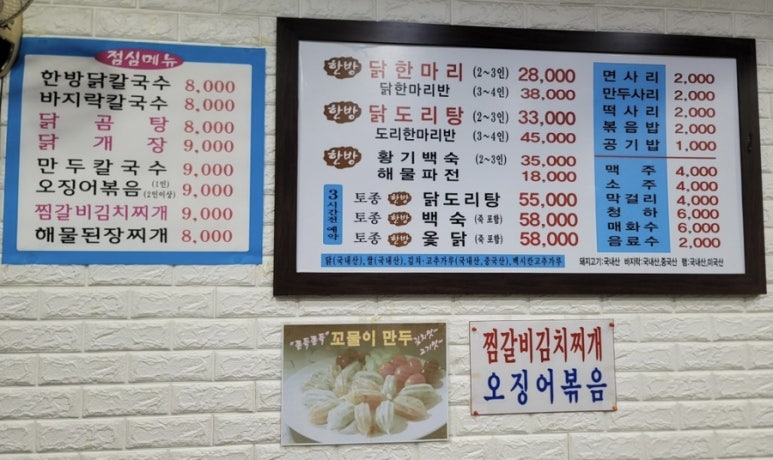 점심메뉴
한방닭칼국수 8,000
바지락칼국수 8,000
닭곰탕 8,000
닭개장 9,000
만두칼국수 9,000
오징어볶음 (1인) (2인이상) 9,000
찜갈비김치찌개 9,000
해물된장찌개 8,000
한방 닭한마리 (2~3인) 28,000
닭한마리반 (3~4인) 38,000
한방 닭도리탕 (2~3인) 33,000
도리한마리반 (3~4인) 45,000
한방 황기백숙 (2~3인) 35,000
해물파전 18,000
3시간전 예약
토종 한방 닭도리탕 55,000
토종 한방 백숙 (죽 포함) 58,000
토종 한방 옻닭 (죽 포함) 58,000
닭(국내산),쌀(국내산),김치·고추가루(국내산,중국산),맥시칸고추가루
면사리 2,000
만두사리 2,000
떡사리 2,000
볶음밥 2,000
공기밥 1,000
맥주 4,000
소주 4,000
막걸리 4,000
청하 6,000
매화수 6,000
음료수 2,000
돼지고기:국내산 바지락:국내산,중국산 햄:국내산,미국산
"쫄뚝쫄뚝" 꼬물이 만두
김치맛~
고기맛~
찜갈비김치찌개
오징어볶음